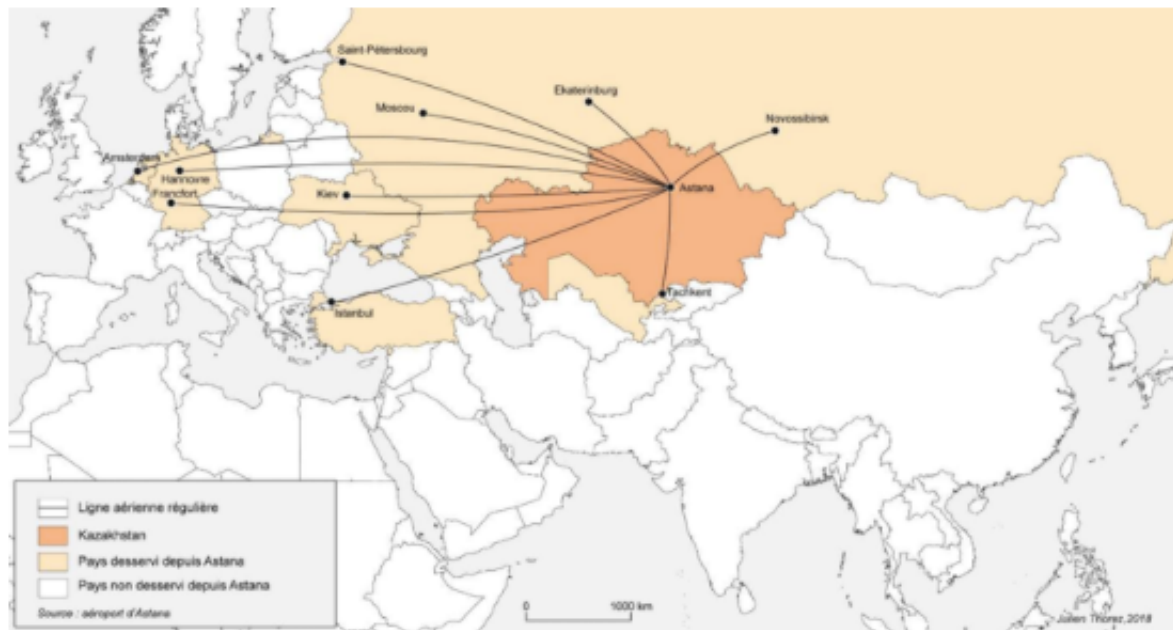 Saint-Pétersbourg
Ekaterinburg
Moscou
Novossibirsk
Amsterdam
Hannovre
Francfort
Kiev
Astana
Tachkent
Istanbul
Ligne aérienne régulière
Kazakhstan
Pays desservi depuis Astana
Pays non desservi depuis Astana
Source : aéroport d'Astana
0 1000 km
Julien Thorez, 2018